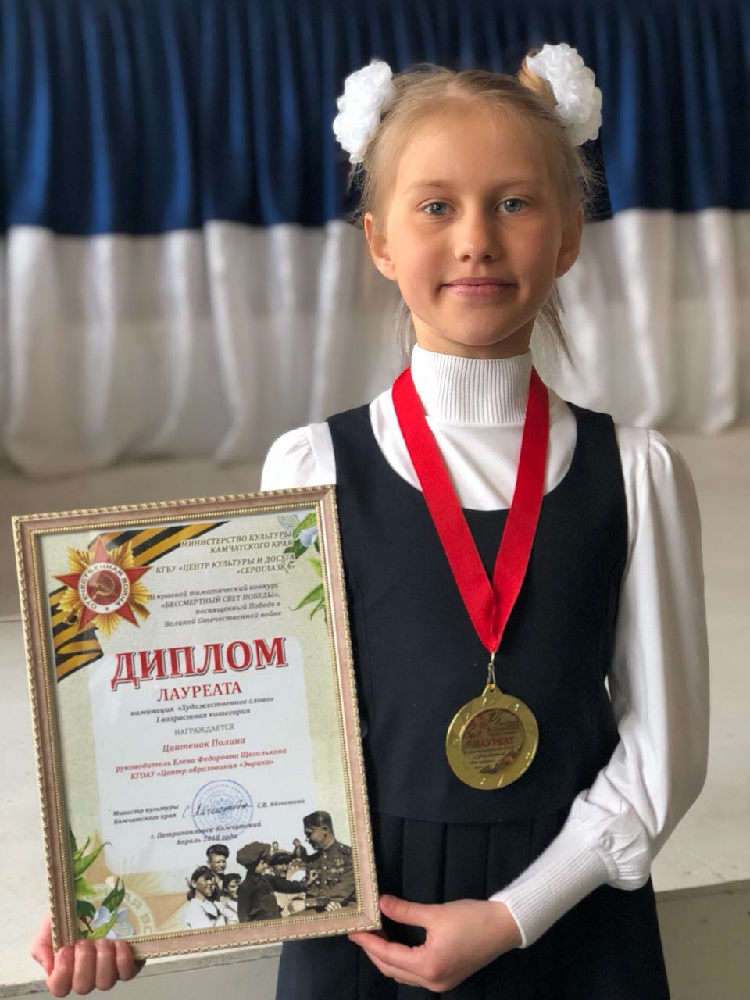 МИНИСТЕРСТВО КУЛЬТУРЫ
КАМЧАТСКОГО КРАЯ
КГБУ «ЦЕНТР КУЛЬТУРЫ И ДОСУГА
«СЕРОГЛАЗКА»
ОТЕЧЕСТВЕННАЯ ВОЙНА
III краевой тематический конкурс
«БЕССМЕРТНЫЙ СВЕТ ПОБЕДЫ»,
посвященный Победе в
Великой Отечественной войне
ДИПЛОМ
ЛАУРЕАТА
номинация «Художественное слово»
I возрастная категория
НАГРАЖДАЕТСЯ
Цвитенок Полина
руководитель Елена Федоровна Щеголькова
КГОАУ «Центр образования «Эврика»
Министр культуры
Камчатского края
С.В. Айгистова
г. Петропавловск-Камчатский
Апрель 2018 года
ЛАУРЕАТ